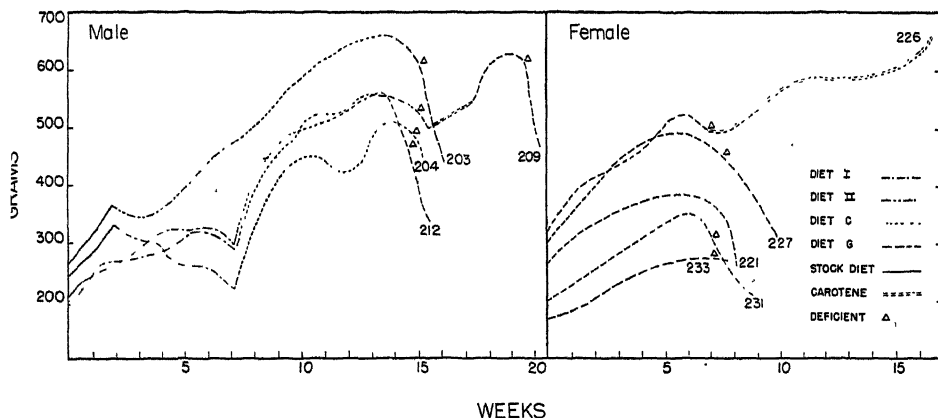 700
600
500
400
300
200
GRAMS
Male
203
204
209
212
Female
226
227
221
233
231
DIET I
DIET II
DIET C
DIET G
STOCK DIET
CAROTENE
DEFICIENT Δ
5 10 15 20 5 10 15
WEEKS